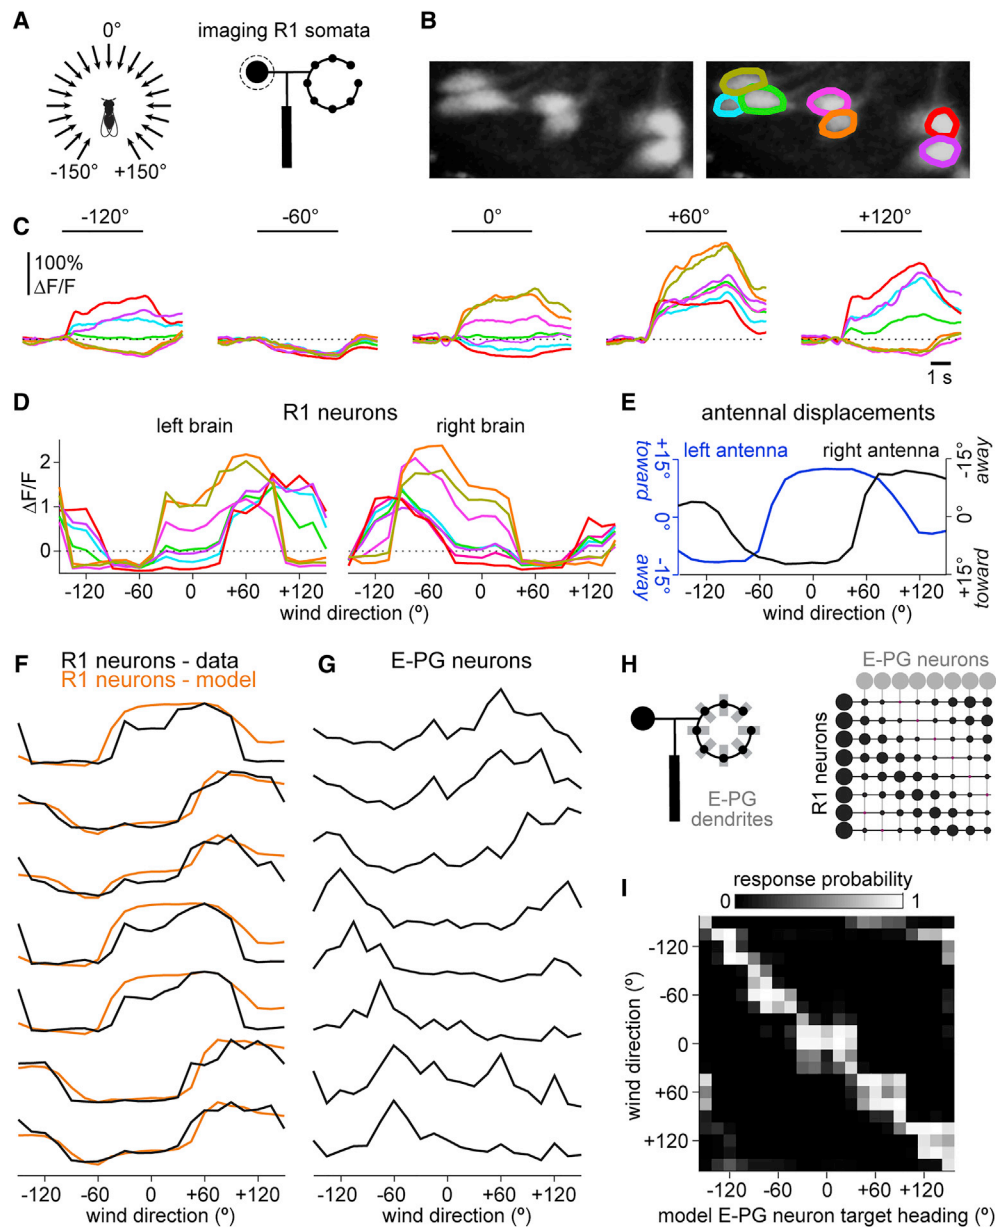 A
0°
-150° +150°
imaging R1 somata
B
C
-120° -60° 0° +60° +120°
100%
ΔF/F
1 s
D
R1 neurons
left brain right brain
ΔF/F
2
1
0
-120 -60 0 +60 +120 -120 -60 0 +60 +120
wind direction (º) wind direction (º)
E antennal displacements
left antenna right antenna
toward +15° 0° -15° away
-15° away 0° +15° toward
-120 -60 0 +60 +120
wind direction (º)
F R1 neurons - data
R1 neurons - model
-120 -60 0 +60 +120
wind direction (º)
G E-PG neurons
-120 -60 0 +60 +120
wind direction (º)
H
E-PG
dendrites
E-PG neurons
R1 neurons
I
response probability
0 1
wind direction (º)
-120
-60
0
+60
+120
-120 -60 0 +60 +120
model E-PG neuron target heading (º)